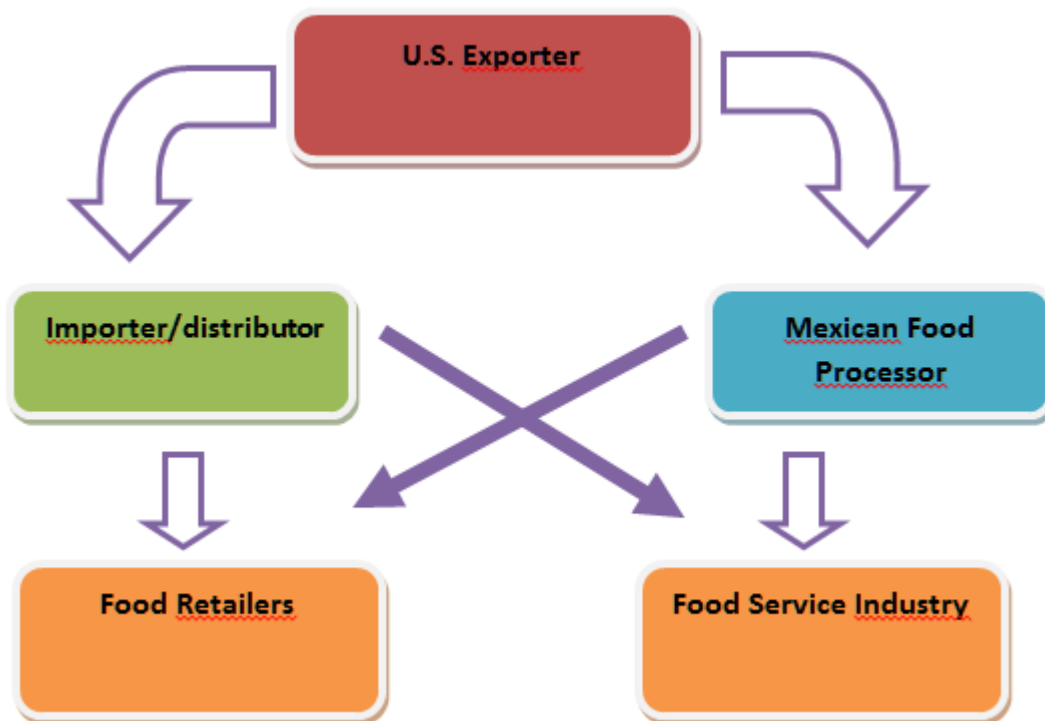 U.S. Exporter
Importer/distributor
Mexican Food
Processor
Food Retailers
Food Service Industry